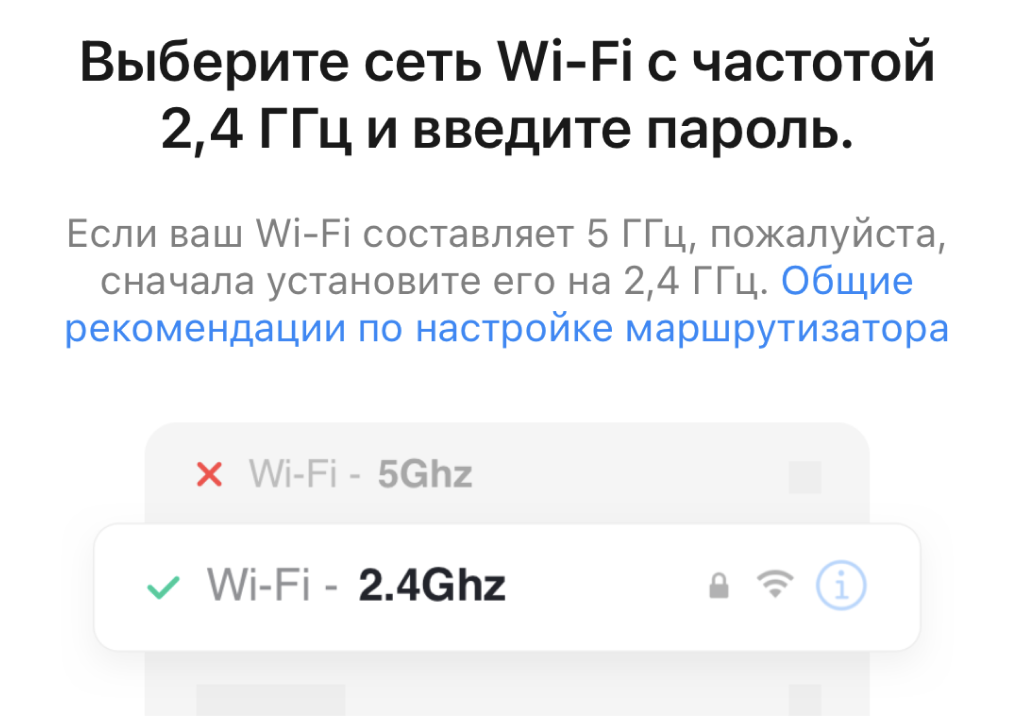 Выберите сеть Wi-Fi с частотой
2,4 ГГц и введите пароль.
Если ваш Wi-Fi составляет 5 ГГц, пожалуйста,
сначала установите его на 2,4 ГГц. Общие
рекомендации по настройке маршрутизатора
Wi-Fi - 5Ghz
Wi-Fi - 2.4Ghz